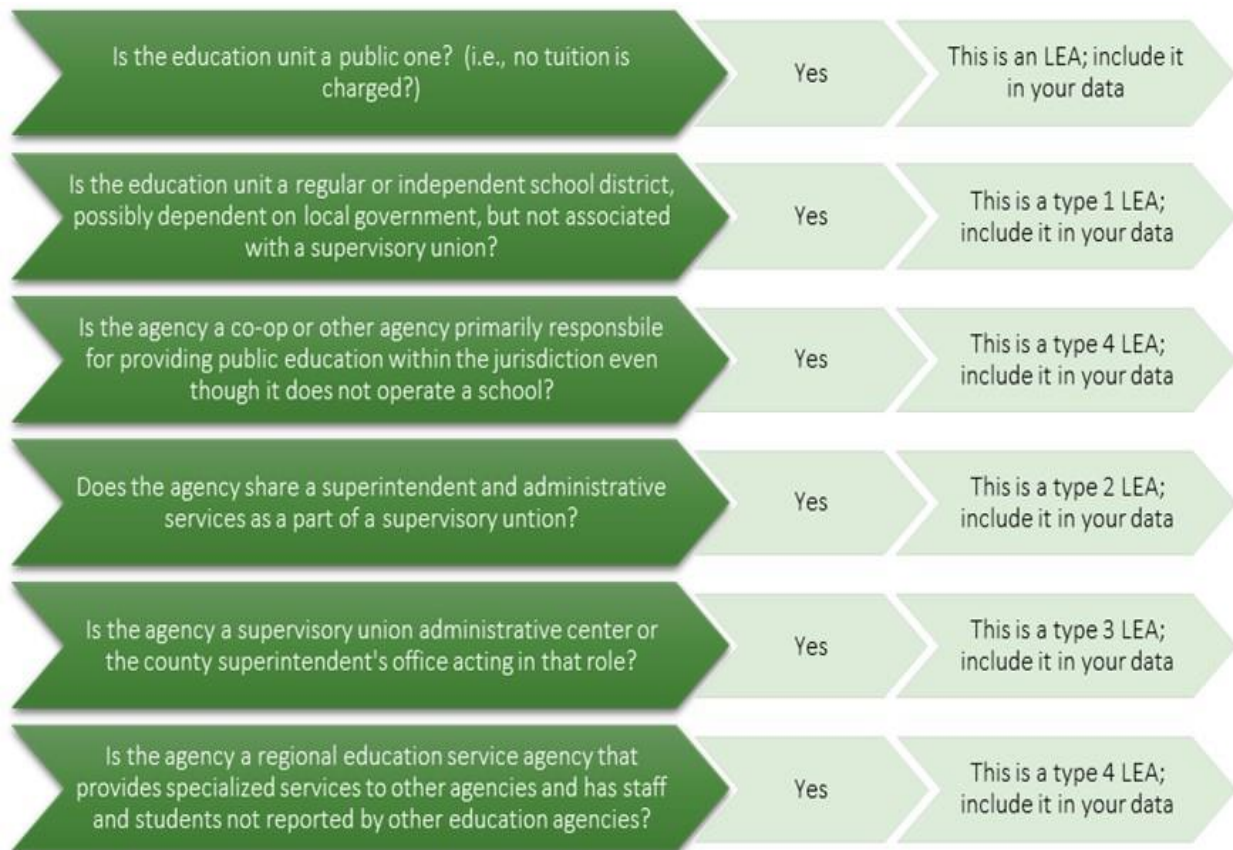 Is the education unit a public one?  (i.e., no tuition is
charged?)
Yes
This is an LEA; include it
in your data
Is the education unit a regular or independent school district,
possibly dependent on local government, but not associated
with a supervisory union?
Yes
This is a type 1 LEA;
include it in your data
Is the agency a co-op or other agency primarily responsbile
for providing public education within the jurisdiction even
though it does not operate a school?
Yes
This is a type 4 LEA;
include it in your data
Does the agency share a superintendent and administrative
services as a part of a supervisory untion?
Yes
This is a type 2 LEA;
include it in your data
Is the agency a supervisory union administrative center or
the county superintendent's office acting in that role?
Yes
This is a type 3 LEA;
include it in your data
Is the agency a regional education service agency that
provides specialized services to other agencies and has staff
and students not reported by other education agencies?
Yes
This is a type 4 LEA;
include it in your data